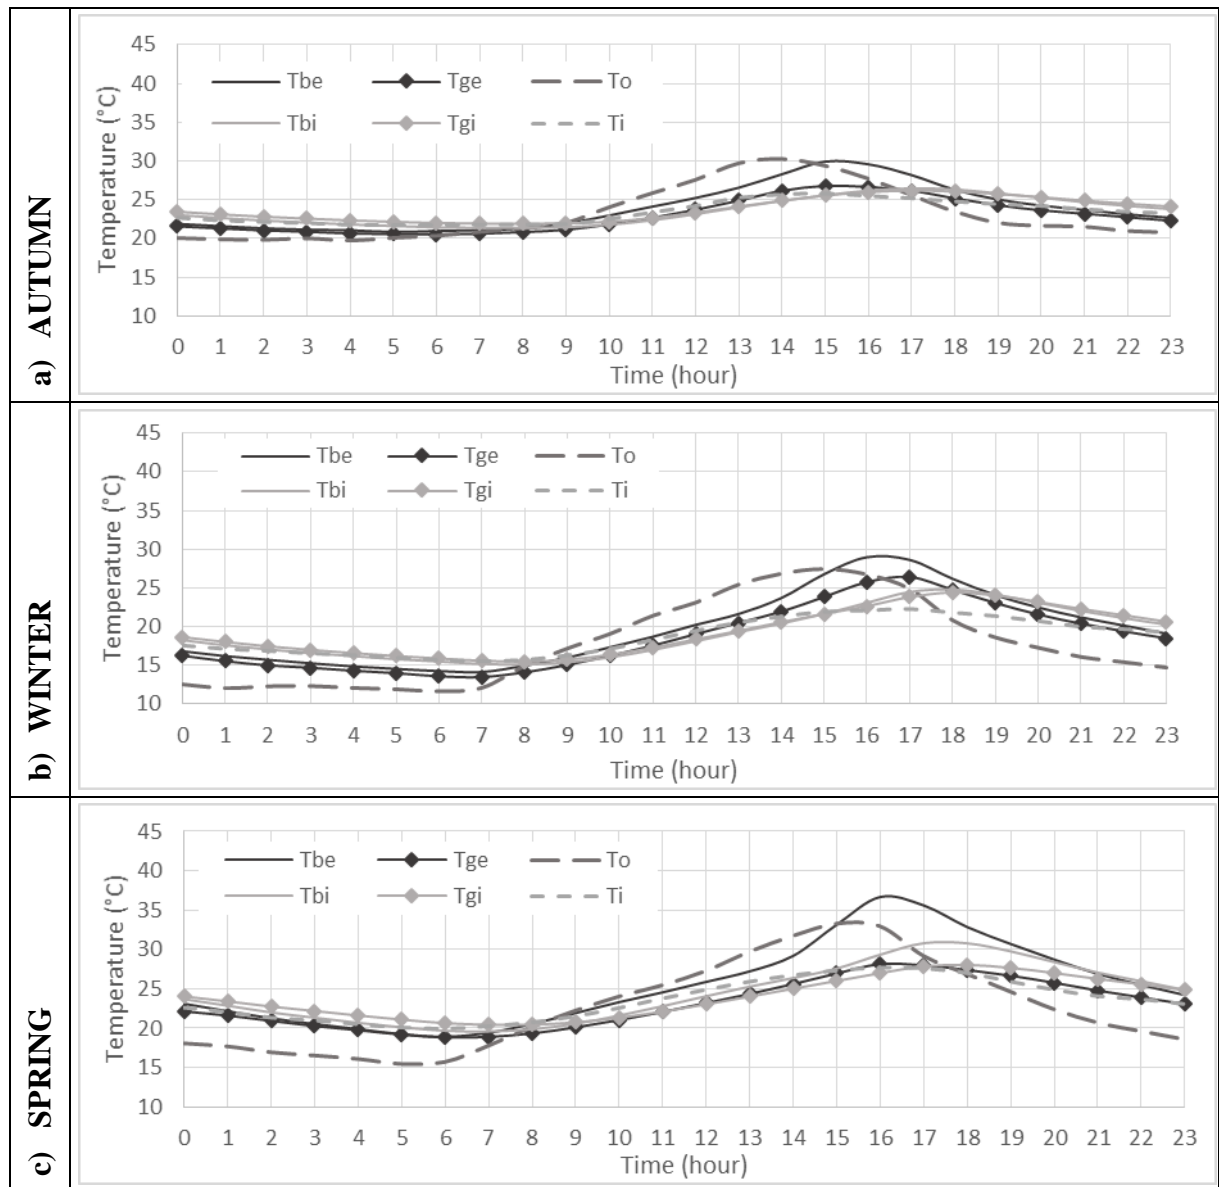 a) AUTUMN
Temperature (°C)
45
40
35
30
25
20
15
10
Tbe Tge To
Tbi Tgi Ti
0 1 2 3 4 5 6 7 8 9 10 11 12 13 14 15 16 17 18 19 20 21 22 23
Time (hour)
b) WINTER
Temperature (°C)
45
40
35
30
25
20
15
10
Tbe Tge To
Tbi Tgi Ti
0 1 2 3 4 5 6 7 8 9 10 11 12 13 14 15 16 17 18 19 20 21 22 23
Time (hour)
c) SPRING
Temperature (°C)
45
40
35
30
25
20
15
10
Tbe Tge To
Tbi Tgi Ti
0 1 2 3 4 5 6 7 8 9 10 11 12 13 14 15 16 17 18 19 20 21 22 23
Time (hour)